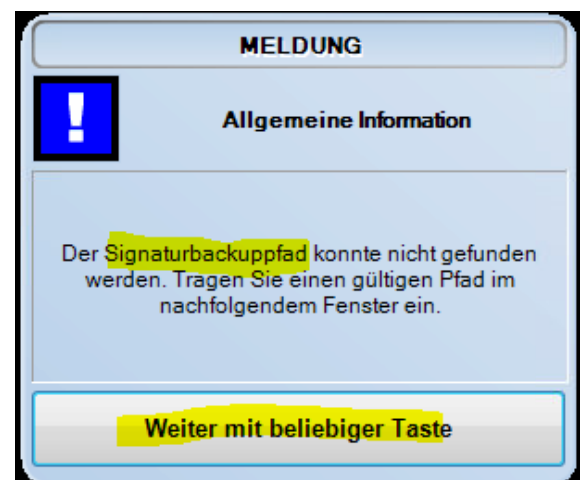 MELDUNG
!
Allgemeine Information
Der Signaturbackuppfad konnte nicht gefunden
werden. Tragen Sie einen gültigen Pfad im
nachfolgendem Fenster ein.
Weiter mit beliebiger Taste